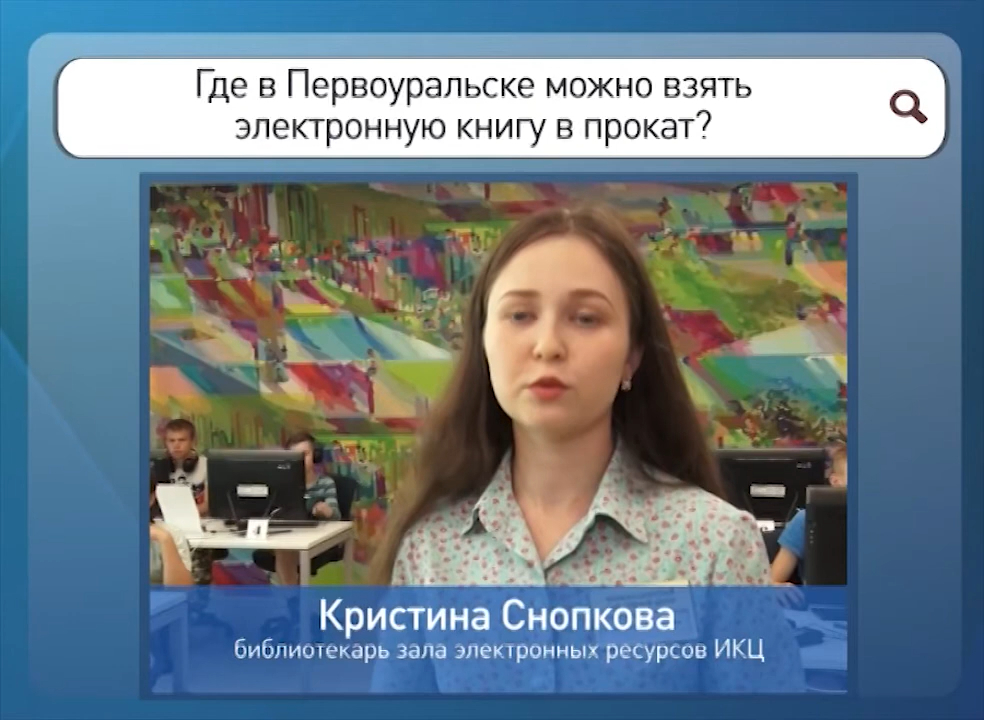 Где в Первоуральске можно взять
электронную книгу в прокат?
Кристина Снопкова
библиотекарь зала электронных ресурсов ИКЦ